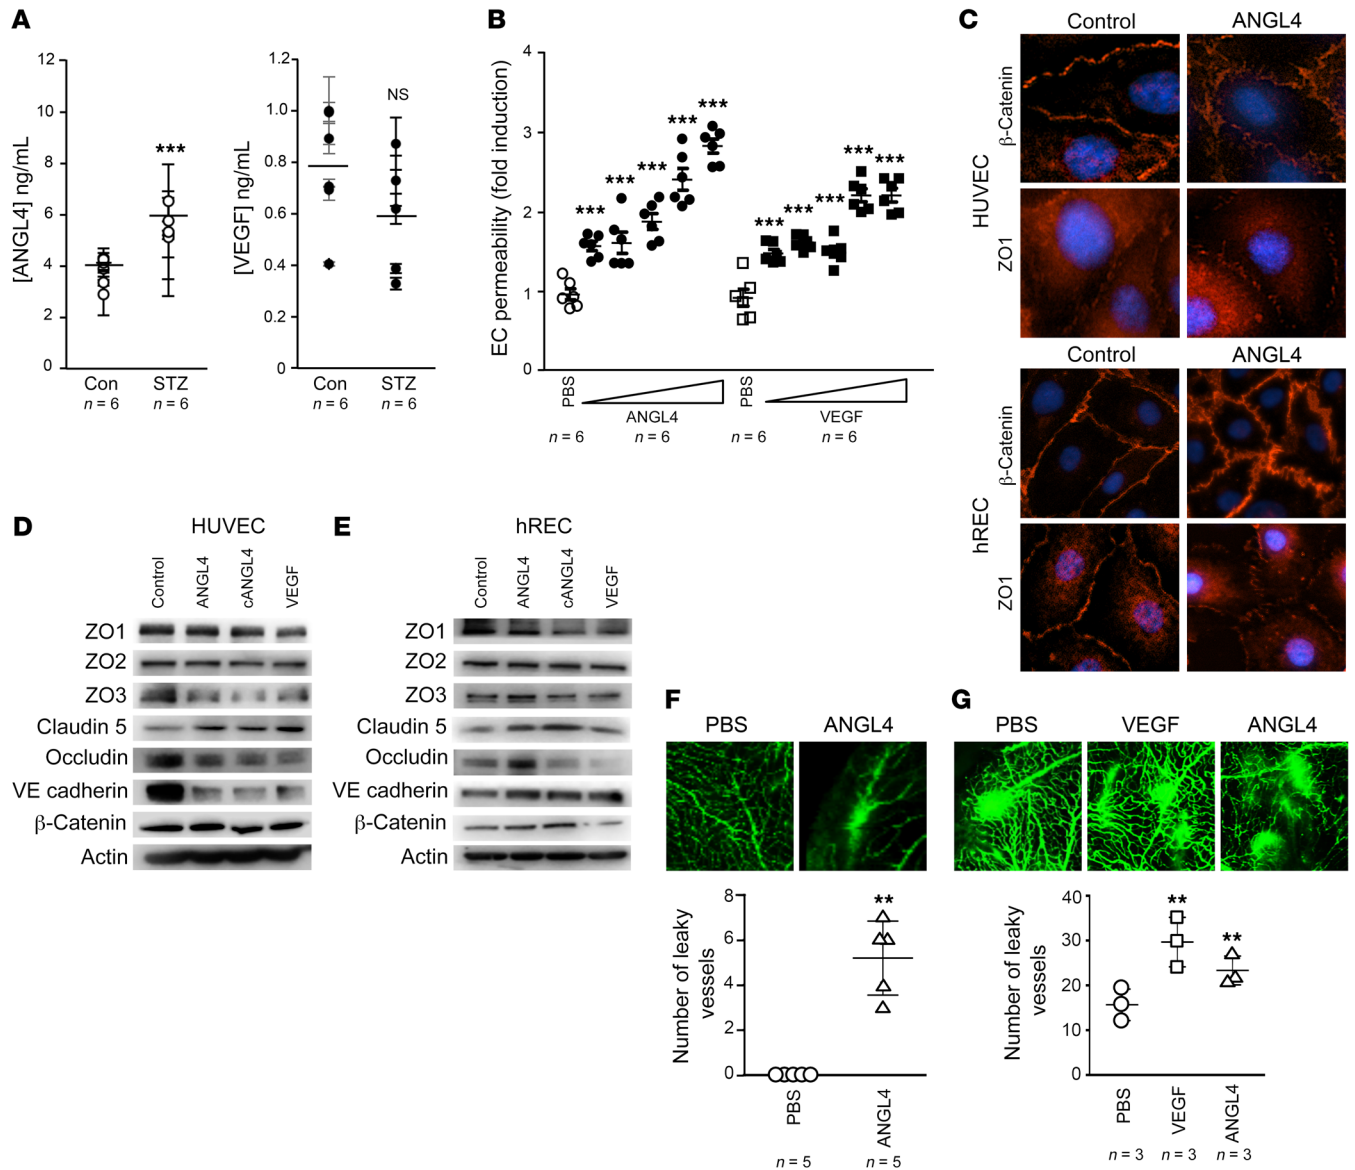 A
[ANGL4] ng/mL
12
10
8
6
4
2
0
***
Con
n = 6
STZ
n = 6
[VEGF] ng/mL
1.2
1.0
0.8
0.6
0.4
0.2
0
NS
Con
n = 6
STZ
n = 6
B
EC permeability (fold induction)
4
3
2
1
0
***
***
***
***
***
***
***
***
***
***
PBS
ANGL4
PBS
VEGF
n = 6
n = 6
n = 6
n = 6
C
Control
ANGL4
HUVEC
β-Catenin
ZO1
Control
ANGL4
hREC
β-Catenin
ZO1
D
HUVEC
Control
ANGL4
cANGL4
VEGF
ZO1
ZO2
ZO3
Claudin 5
Occludin
VE cadherin
β-Catenin
Actin
E
hREC
Control
ANGL4
cANGL4
VEGF
ZO1
ZO2
ZO3
Claudin 5
Occludin
VE cadherin
β-Catenin
Actin
F
PBS
ANGL4
Number of leaky
vessels
8
6
4
2
0
**
PBS
n = 5
ANGL4
n = 5
G
PBS
VEGF
ANGL4
Number of leaky
vessels
40
30
20
10
0
**
**
PBS
n = 3
VEGF
n = 3
ANGL4
n = 3